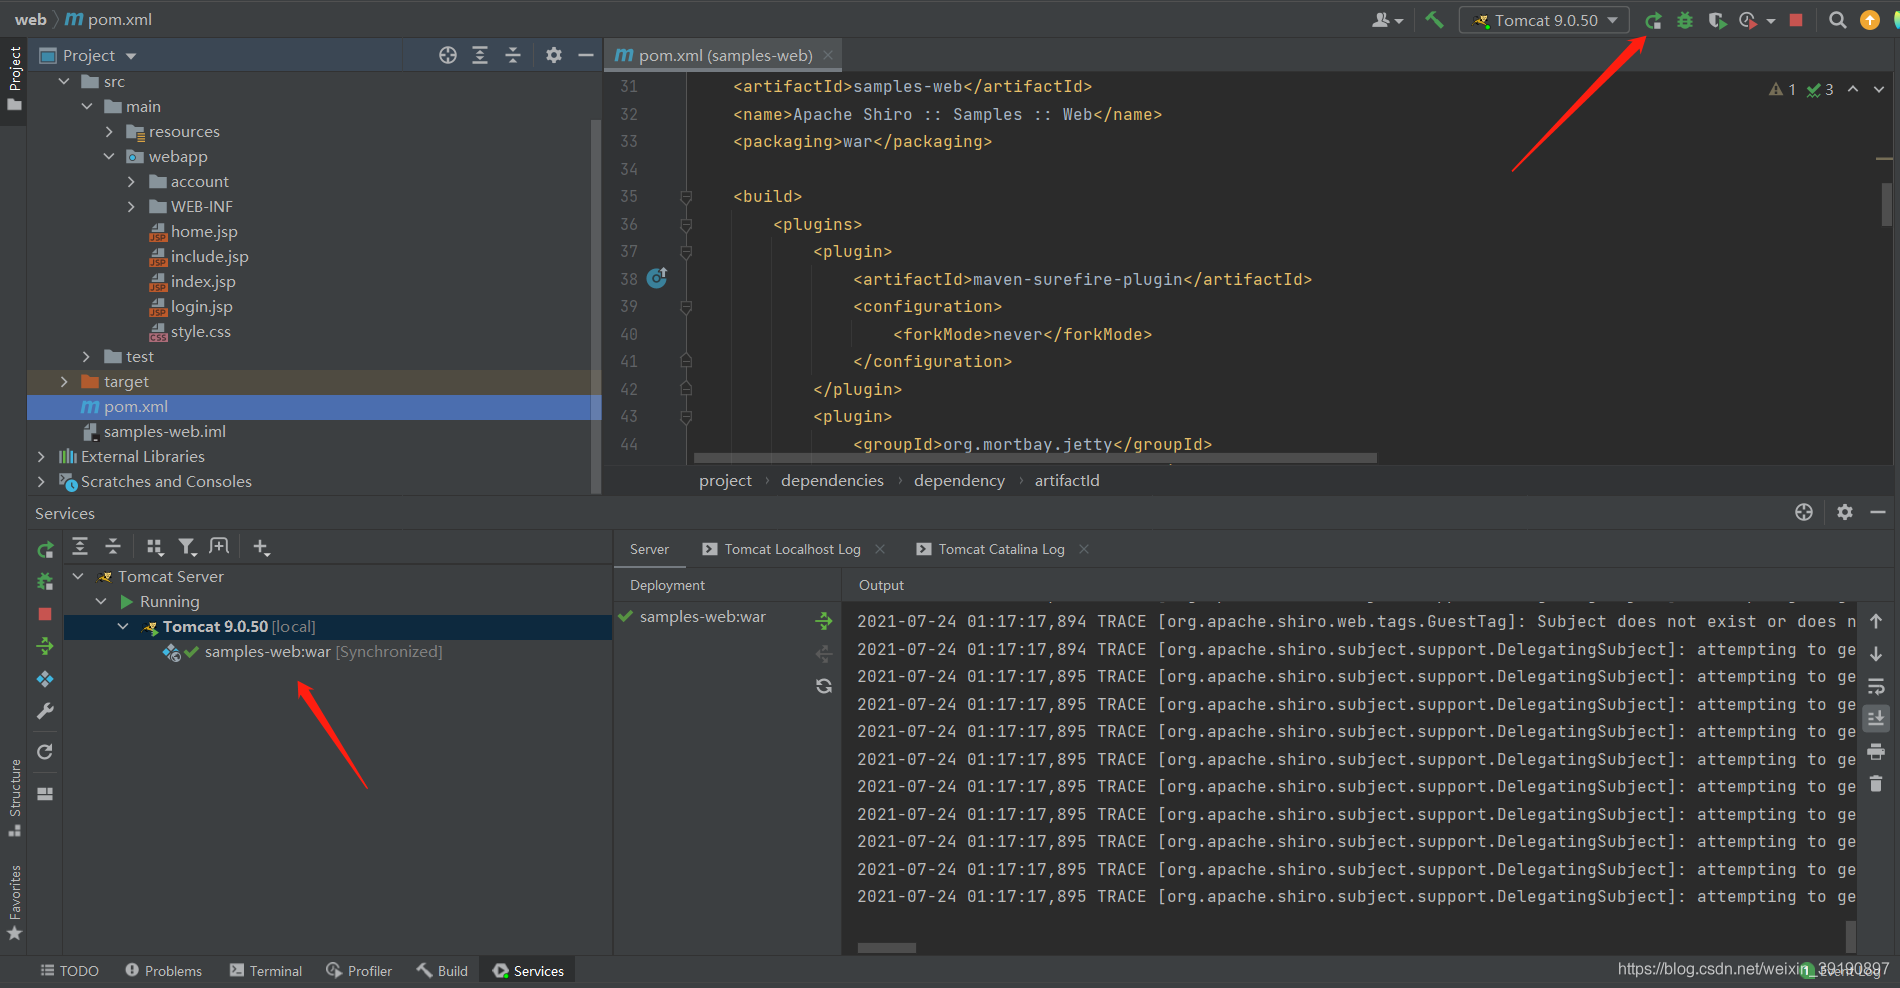 web pom.xml
Tomcat 9.0.50
Project
Project
pom.xml (samples-web)
src
main
resources
webapp
account
WEB-INF
home.jsp
include.jsp
index.jsp
login.jsp
style.css
test
target
pom.xml
samples-web.iml
External Libraries
Scratches and Consoles
31 <artifactId>samples-web</artifactId>
32 <name>Apache Shiro :: Samples :: Web</name>
33 <packaging>war</packaging>
34
35 <build>
36 <plugins>
37 <plugin>
38 <artifactId>maven-surefire-plugin</artifactId>
39 <configuration>
40 <forkMode>never</forkMode>
41 </configuration>
42 </plugin>
43 <plugin>
44 <groupId>org.mortbay.jetty</groupId>
1 3
project › dependencies › dependency › artifactId
Services
Tomcat Server
Running
Tomcat 9.0.50 [local]
samples-web:war [Synchronized]
Server
Tomcat Localhost Log
Tomcat Catalina Log
Deployment
Output
samples-web:war
2021-07-24 01:17:17,894 TRACE [org.apache.shiro.web.tags.GuestTag]: Subject does not exist or does n
2021-07-24 01:17:17,894 TRACE [org.apache.shiro.subject.support.DelegatingSubject]: attempting to ge
2021-07-24 01:17:17,895 TRACE [org.apache.shiro.subject.support.DelegatingSubject]: attempting to ge
2021-07-24 01:17:17,895 TRACE [org.apache.shiro.subject.support.DelegatingSubject]: attempting to ge
2021-07-24 01:17:17,895 TRACE [org.apache.shiro.subject.support.DelegatingSubject]: attempting to ge
2021-07-24 01:17:17,895 TRACE [org.apache.shiro.subject.support.DelegatingSubject]: attempting to ge
2021-07-24 01:17:17,895 TRACE [org.apache.shiro.subject.support.DelegatingSubject]: attempting to ge
2021-07-24 01:17:17,895 TRACE [org.apache.shiro.subject.support.DelegatingSubject]: attempting to ge
2021-07-24 01:17:17,895 TRACE [org.apache.shiro.subject.support.DelegatingSubject]: attempting to ge
2021-07-24 01:17:17,895 TRACE [org.apache.shiro.subject.support.DelegatingSubject]: attempting to ge
2021-07-24 01:17:17,895 TRACE [org.apache.shiro.subject.support.DelegatingSubject]: attempting to ge
Structure
Favorites
TODO Problems Terminal Profiler Build Services
https://blog.csdn.net/weixin_39190897